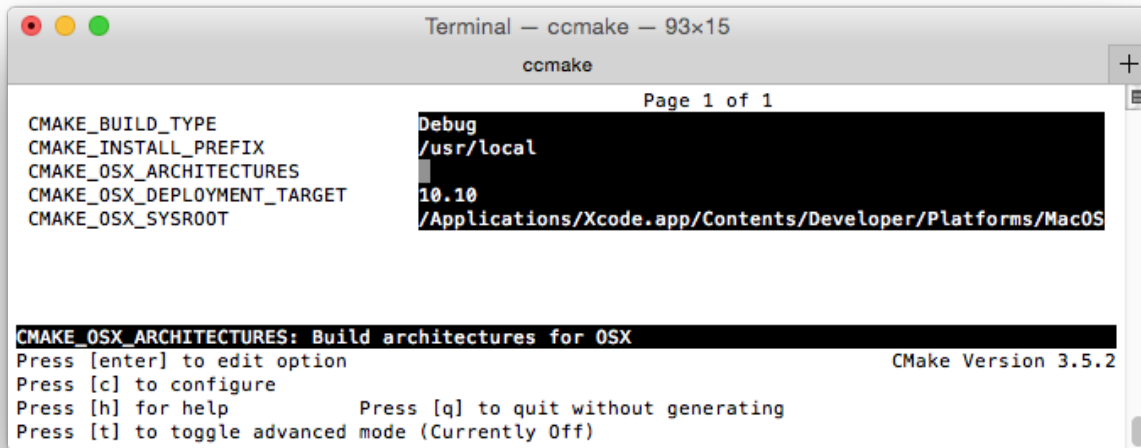 Terminal — ccmake — 93×15
ccmake +
Page 1 of 1
CMAKE_BUILD_TYPE Debug
CMAKE_INSTALL_PREFIX /usr/local
CMAKE_OSX_ARCHITECTURES
CMAKE_OSX_DEPLOYMENT_TARGET 10.10
CMAKE_OSX_SYSROOT /Applications/Xcode.app/Contents/Developer/Platforms/MacOS
CMAKE_OSX_ARCHITECTURES: Build architectures for OSX
Press [enter] to edit option CMake Version 3.5.2
Press [c] to configure
Press [h] for help Press [q] to quit without generating
Press [t] to toggle advanced mode (Currently Off)